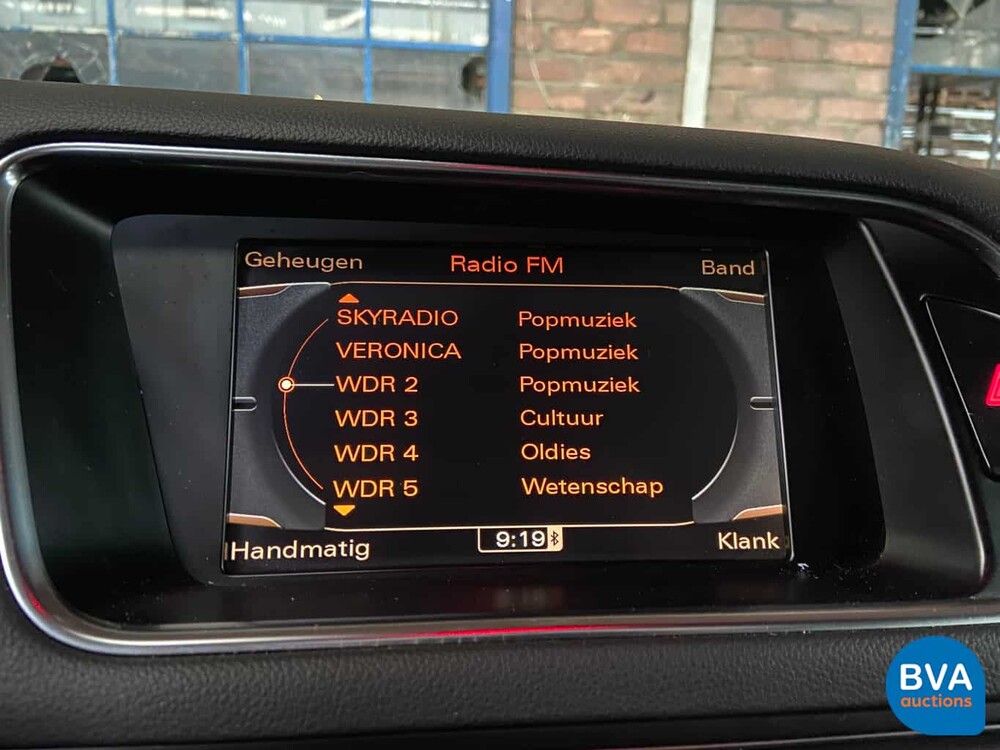 Geheugen Radio FM Band
SKYRADIO Popmuziek
VERONICA Popmuziek
WDR 2 Popmuziek
WDR 3 Cultuur
WDR 4 Oldies
WDR 5 Wetenschap
Handmatig 9:19 Klank
BVA
auctions